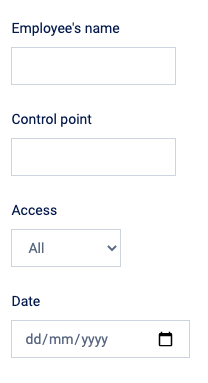 Employee's name
Control point
Access
All
Date
dd/mm/yyyy